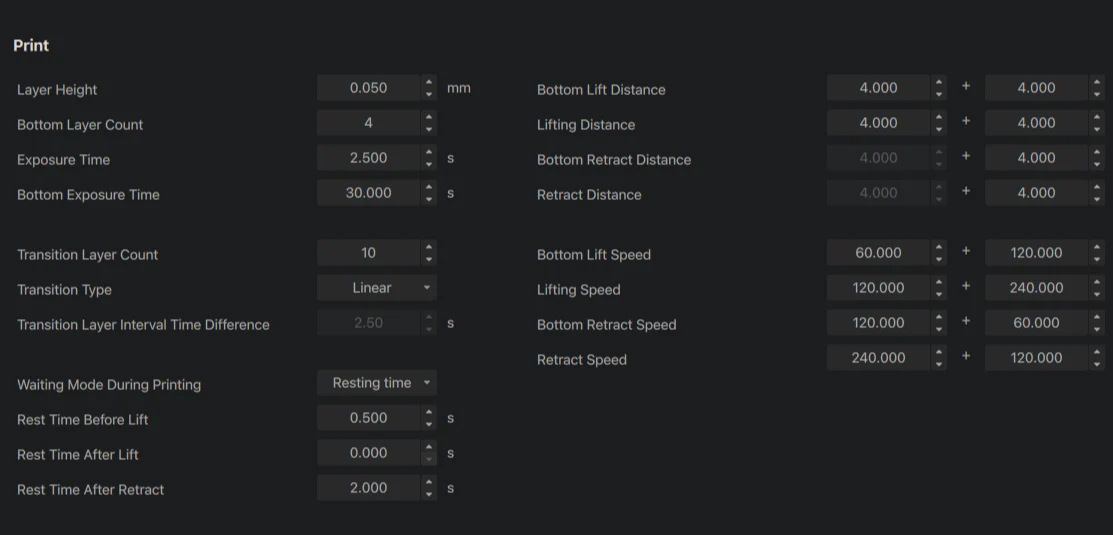 Print
Layer Height 0.050 mm
Bottom Layer Count 4
Exposure Time 2.500 s
Bottom Exposure Time 30.000 s
Transition Layer Count 10
Transition Type Linear
Transition Layer Interval Time Difference 2.50 s
Waiting Mode During Printing Resting time
Rest Time Before Lift 0.500 s
Rest Time After Lift 0.000 s
Rest Time After Retract 2.000 s
Bottom Lift Distance 4.000 + 4.000
Lifting Distance 4.000 + 4.000
Bottom Retract Distance 4.000 + 4.000
Retract Distance 4.000 + 4.000
Bottom Lift Speed 60.000 + 120.000
Lifting Speed 120.000 + 240.000
Bottom Retract Speed 120.000 + 60.000
Retract Speed 240.000 + 120.000